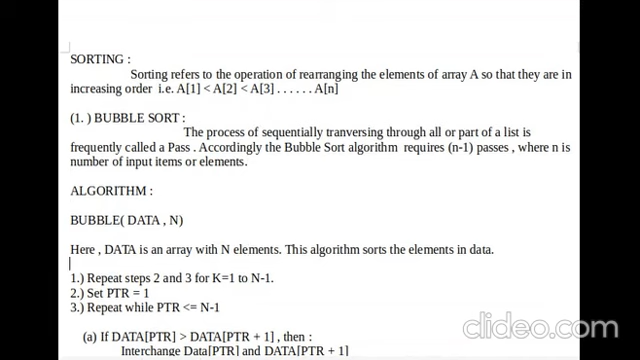 SORTING :
Sorting refers to the operation of rearranging the elements of array A so that they are in
increasing order i.e. A[1] < A[2] < A[3] . . . . . . A[n]
(1. ) BUBBLE SORT :
The process of sequentially tranversing through all or part of a list is
frequently called a Pass . Accordingly the Bubble Sort algorithm requires (n-1) passes , where n is
number of input items or elements.
ALGORITHM :
BUBBLE( DATA , N)
Here , DATA is an array with N elements. This algorithm sorts the elements in data.
1.) Repeat steps 2 and 3 for K=1 to N-1.
2.) Set PTR = 1
3.) Repeat while PTR <= N-1
(a) If DATA[PTR] > DATA[PTR + 1] , then :
Interchange Data[PTR] and DATA[PTR + 1]
clideo.com